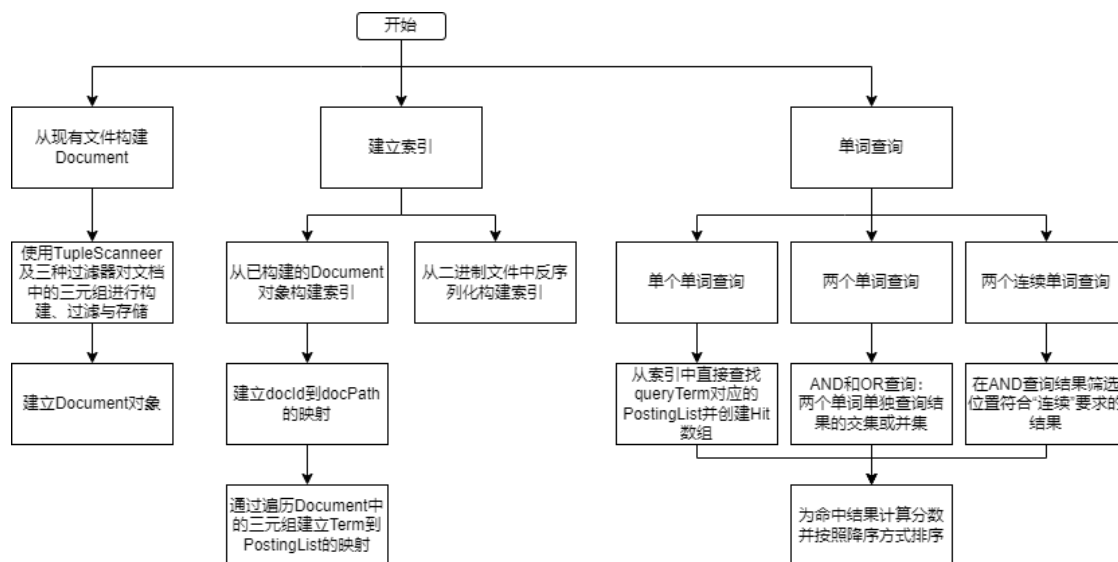 开始
从现有文件构建
Document
建立索引
单词查询
使用TupleScanneer
及三种过滤器对文档
中的三元组进行构
建、过滤与存储
从已构建的Document
对象构建索引
从二进制文件中反序
列化构建索引
单个单词查询
两个单词查询
两个连续单词查询
建立Document对象
建立docId到docPath
的映射
从索引中直接查找
queryTerm对应的
PostingList并创建Hit
数组
AND和OR查询：
两个单词单独查询结
果的交集或并集
在AND查询结果筛选
位置符合“连续”要求的
结果
通过遍历Document中
的三元组建立Term到
PostingList的映射
为命中结果计算分数
并按照降序方式排序